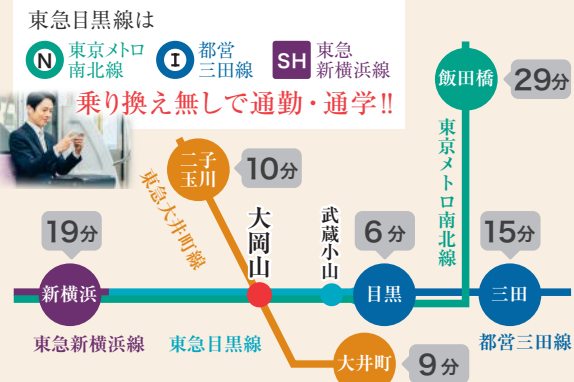 東急目黒線は
N 東京メトロ
南北線
I 都営
三田線
SH 東急
新横浜線
乗り換え無しで通勤・通学!!
飯田橋
29分
東京メトロ南北線
二子
玉川
10分
東急大井町線
大岡山
武蔵小山
19分
新横浜
6分
目黒
15分
三田
東急新横浜線
東急目黒線
都営三田線
大井町
9分